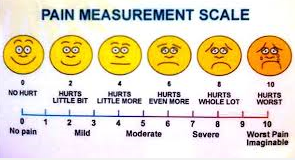 PAIN MEASUREMENT SCALE
0 2 4 6 8 10
NO HURT HURTS HURTS HURTS HURTS HURTS
LITTLE BIT LITTLE MORE EVEN MORE WHOLE LOT WORST
0 1 2 3 4 5 6 7 8 9 10
No pain Mild Moderate Severe Worst Pain
Imaginable